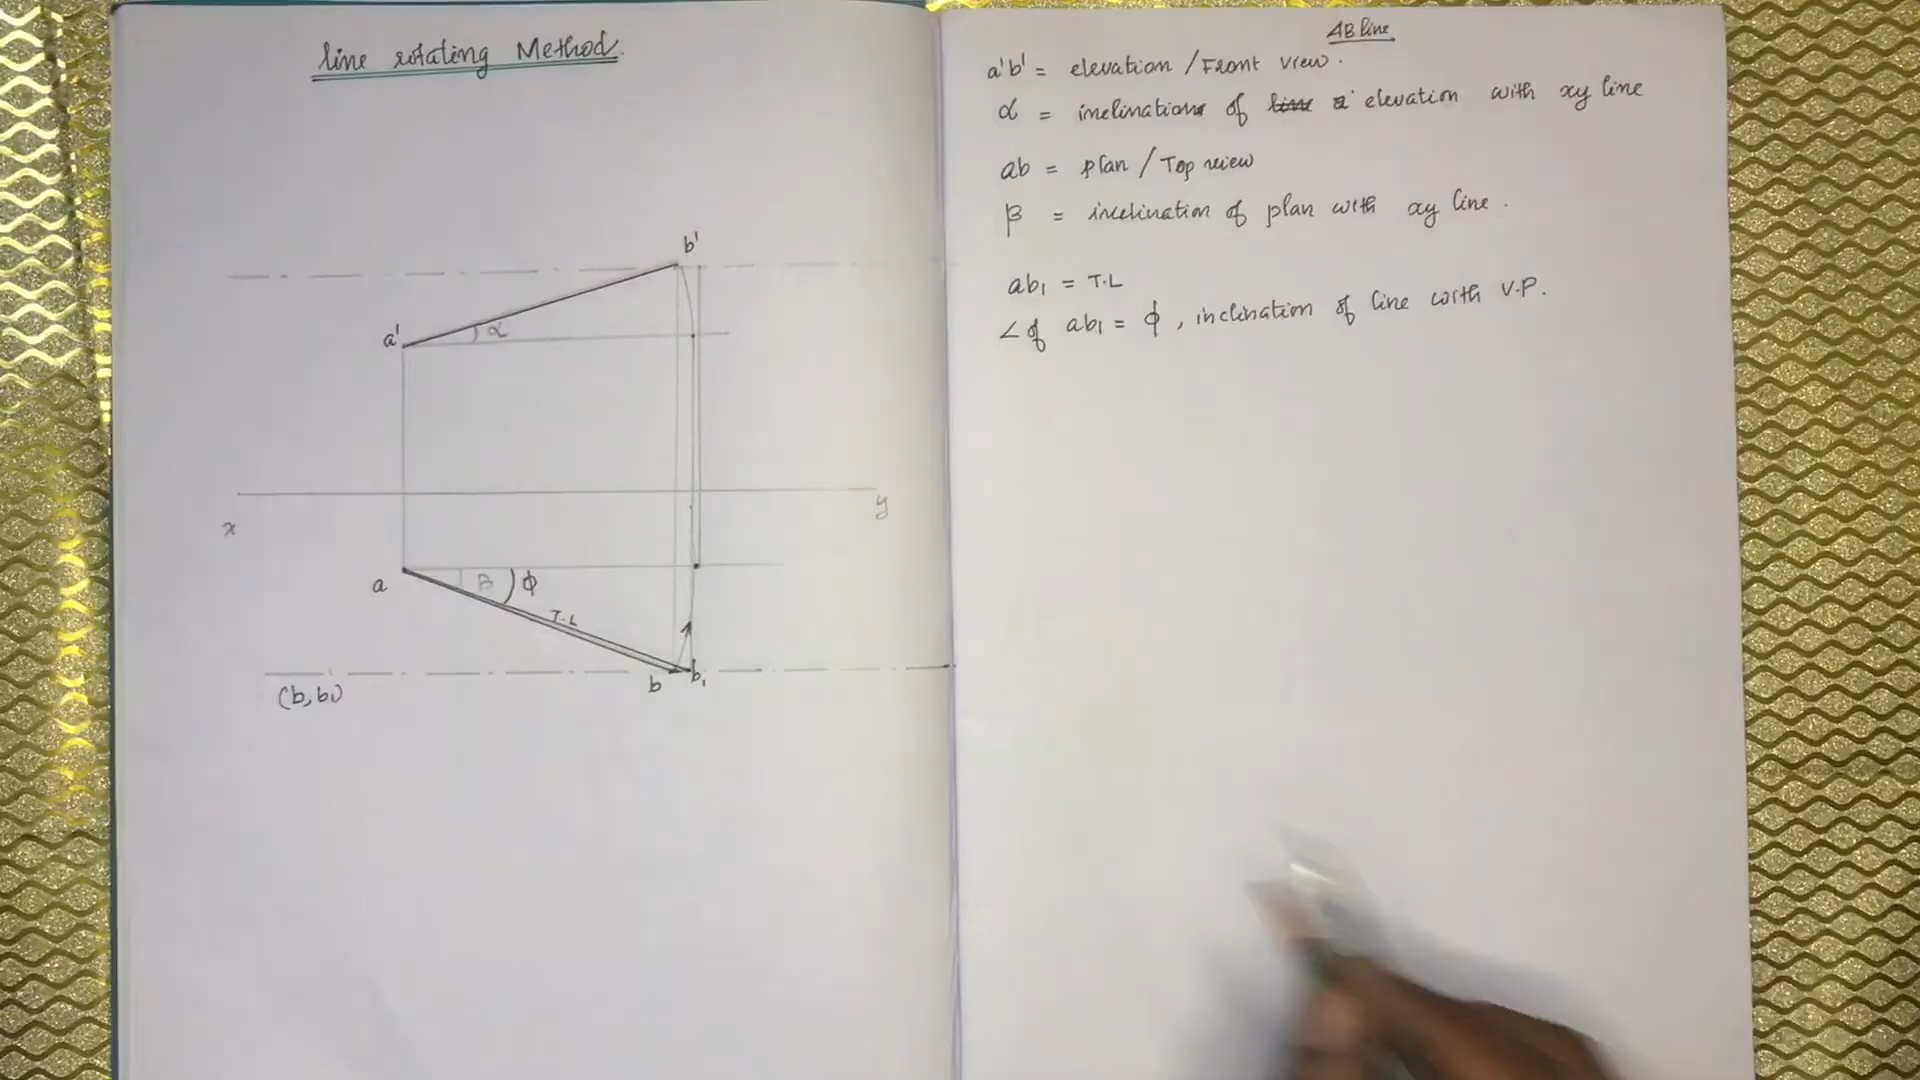 line rotating Method
b'
a'
α
x
y
a
β
ϕ
T.L
b
b₁
(b, b₁)
AB line
a'b' = elevation / Front view.
α = inclinations of line a' elevation with xy line
ab = plan / Top view
β = inclination of plan with xy line.
ab₁ = T.L
∠ of ab₁ = ϕ, inclination of line with V.P.